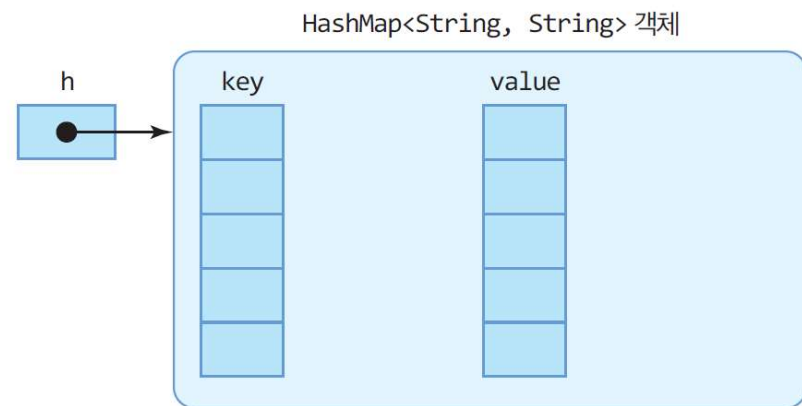 HashMap<String, String> 객체
h
key
value